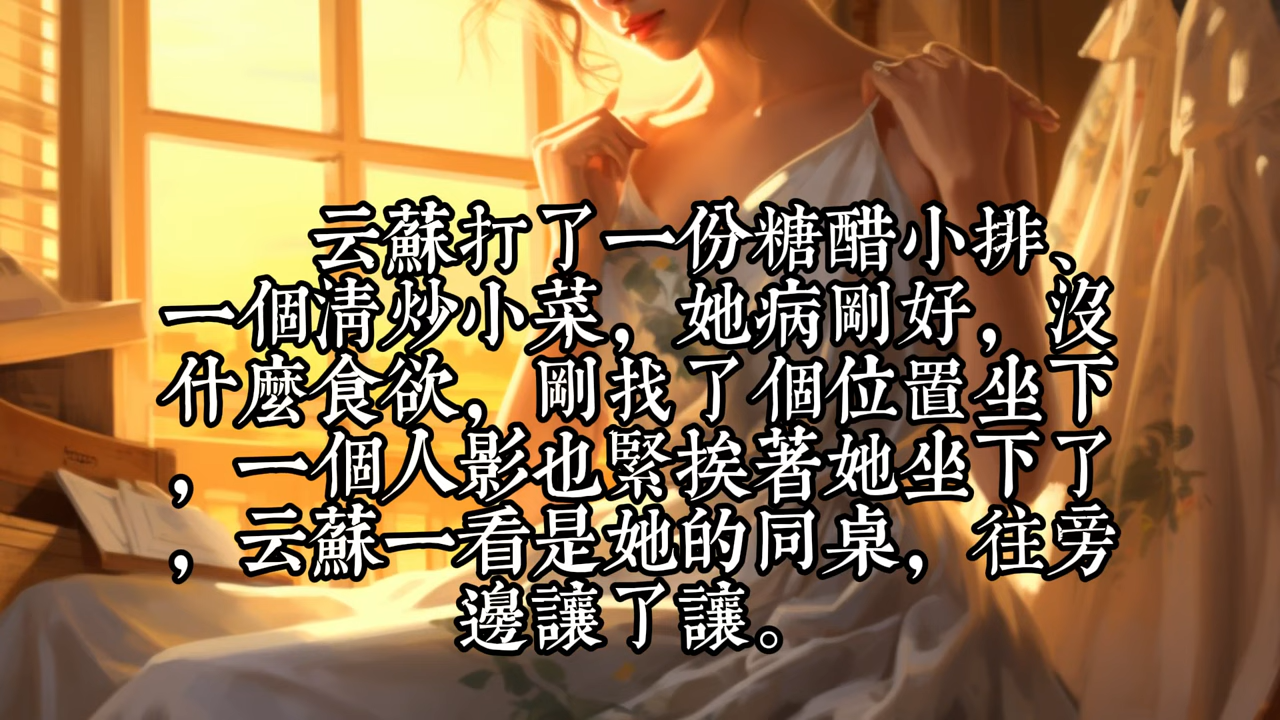 云蘇打了一份糖醋小排、
一個清炒小菜，她病剛好，沒
什麼食欲，剛找了個位置坐下
，一個人影也緊挨著她坐下了
，云蘇一看是她的同桌，往旁
邊讓了讓。